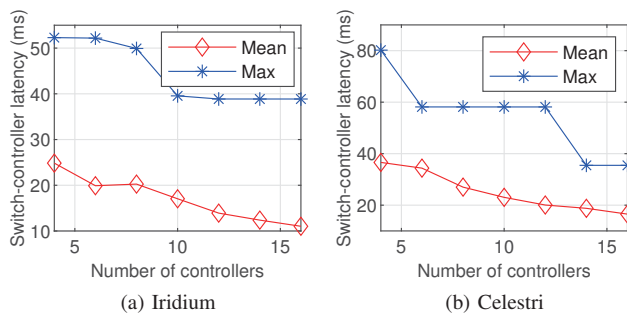 Switch-controller latency (ms)
50
40
30
20
10
5
10
15
Number of controllers
Mean
Max
(a) Iridium
Switch-controller latency (ms)
80
60
40
20
5
10
15
Number of controllers
Mean
Max
(b) Celestri